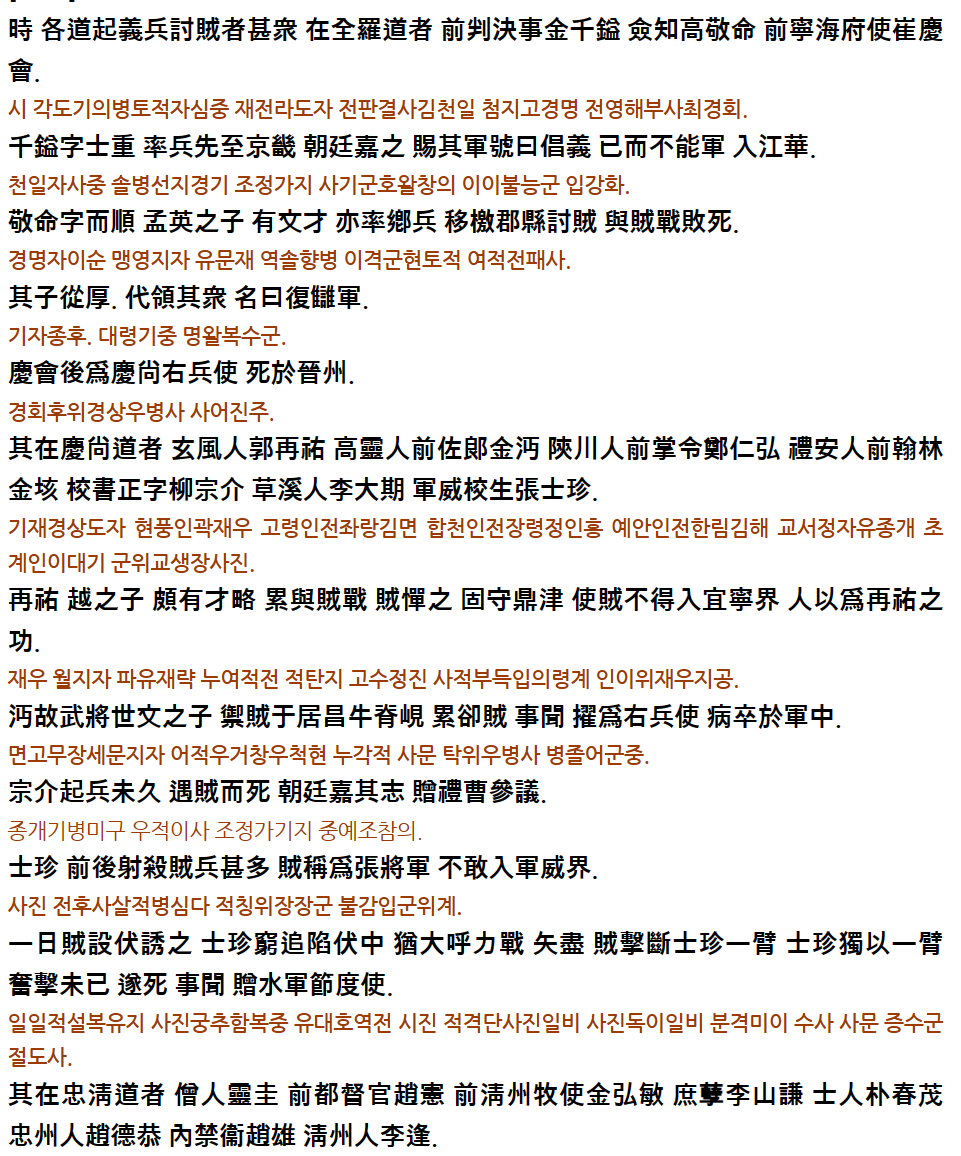 時 各道起義兵討賊者甚衆 在全羅道者 前判決事金千鎰 僉知高敬命 前寧海府使崔慶
會.
시 각도기의병토적자심중 재전라도자 전판결사김천일 첨지고경명 전영해부사최경회.
千鎰字士重 率兵先至京畿 朝廷嘉之 賜其軍號曰倡義 已而不能軍 入江華.
천일자사중 솔병선지경기 조정가지 사기군호왈창의 이이불능군 입강화.
敬命字而順 孟英之子 有文才 亦率鄕兵 移檄郡縣討賊 與賊戰敗死.
경명자이순 맹영지자 유문재 역솔향병 이격군현토적 여적전패사.
其子從厚. 代領其衆 名曰復讎軍.
기자종후. 대령기중 명왈복수군.
慶會後爲慶尙右兵使 死於晉州.
경회후위경상우병사 사어진주.
其在慶尙道者 玄風人郭再祐 高靈人前佐郞金沔 陜川人前掌令鄭仁弘 禮安人前翰林
金垓 校書正字柳宗介 草溪人李大期 軍威校生張士珍.
기재경상도자 현풍인곽재우 고령인전좌랑김면 합천인전장령정인홍 예안인전한림김해 교서정자유종개 초
계인이대기 군위교생장사진.
再祐 越之子 頗有才略 累與賊戰 賊憚之 固守鼎津 使賊不得入宜寧界 人以爲再祐之
功.
재우 월지자 파유재략 누여적전 적탄지 고수정진 사적부득입의령계 인이위재우지공.
沔故武將世文之子 禦賊于居昌牛脊峴 累卻賊 事聞 擢爲右兵使 病卒於軍中.
면고무장세문지자 어적우거창우척현 누각적 사문 탁위우병사 병졸어군중.
宗介起兵未久 遇賊而死 朝廷嘉其志 贈禮曹參議.
종개기병미구 우적이사 조정가기지 중예조참의.
士珍 前後射殺賊兵甚多 賊稱爲張將軍 不敢入軍威界.
사진 전후사살적병심다 적칭위장장군 불감입군위계.
一日賊設伏誘之 士珍窮追陷伏中 猶大呼力戰 矢盡 賊擊斷士珍一臂 士珍獨以一臂
奮擊未已 遂死 事聞 贈水軍節度使.
일일적설복유지 사진궁추함복중 유대호역전 시진 적격단사진일비 사진독이일비 분격미이 수사 사문 증수군
절도사.
其在忠淸道者 僧人靈圭 前都督官趙憲 前淸州牧使金弘敏 庶孼李山謙 士人朴春茂
忠州人趙德恭 內禁衞趙雄 淸州人李逢.